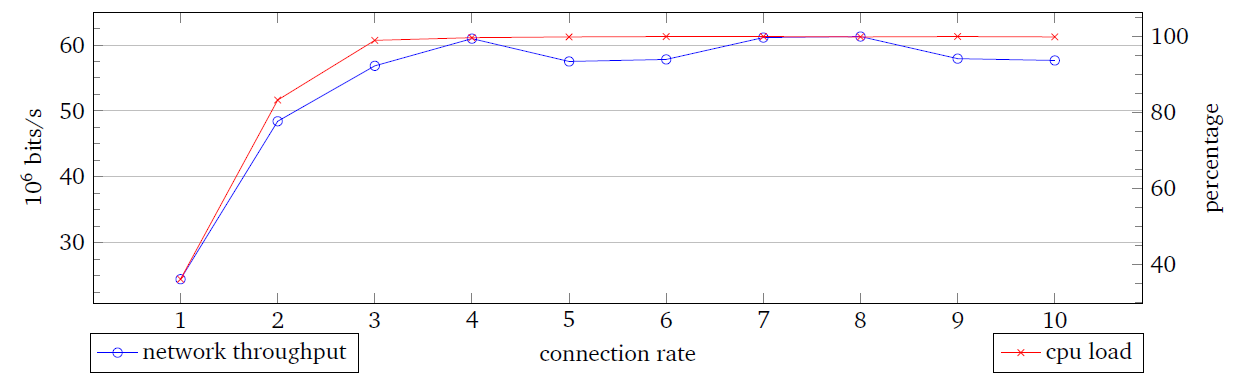 60
50
40
30
10⁶ bits/s
100
80
60
40
percentage
1 2 3 4 5 6 7 8 9 10
connection rate
network throughput
cpu load